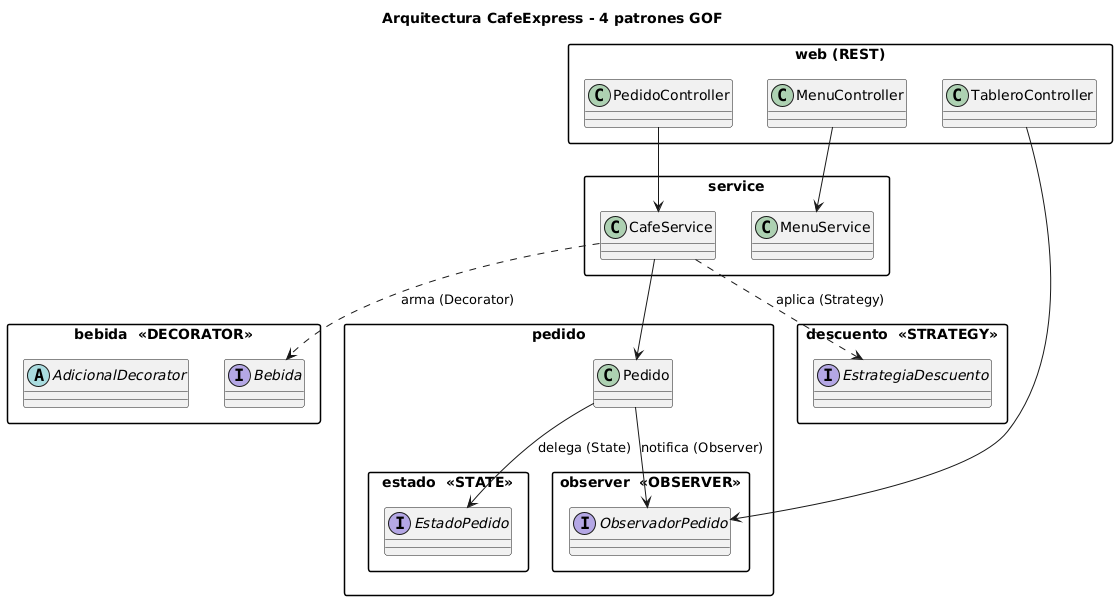 Arquitectura CafeExpress - 4 patrones GOF
web (REST)
C PedidoController
C MenuController
C TableroController
service
C CafeService
C MenuService
arma (Decorator)
aplica (Strategy)
bebida «DECORATOR»
A AdicionalDecorator
I Bebida
pedido
C Pedido
descuento «STRATEGY»
I EstrategiaDescuento
delega (State)
notifica (Observer)
estado «STATE»
I EstadoPedido
observer «OBSERVER»
I ObservadorPedido